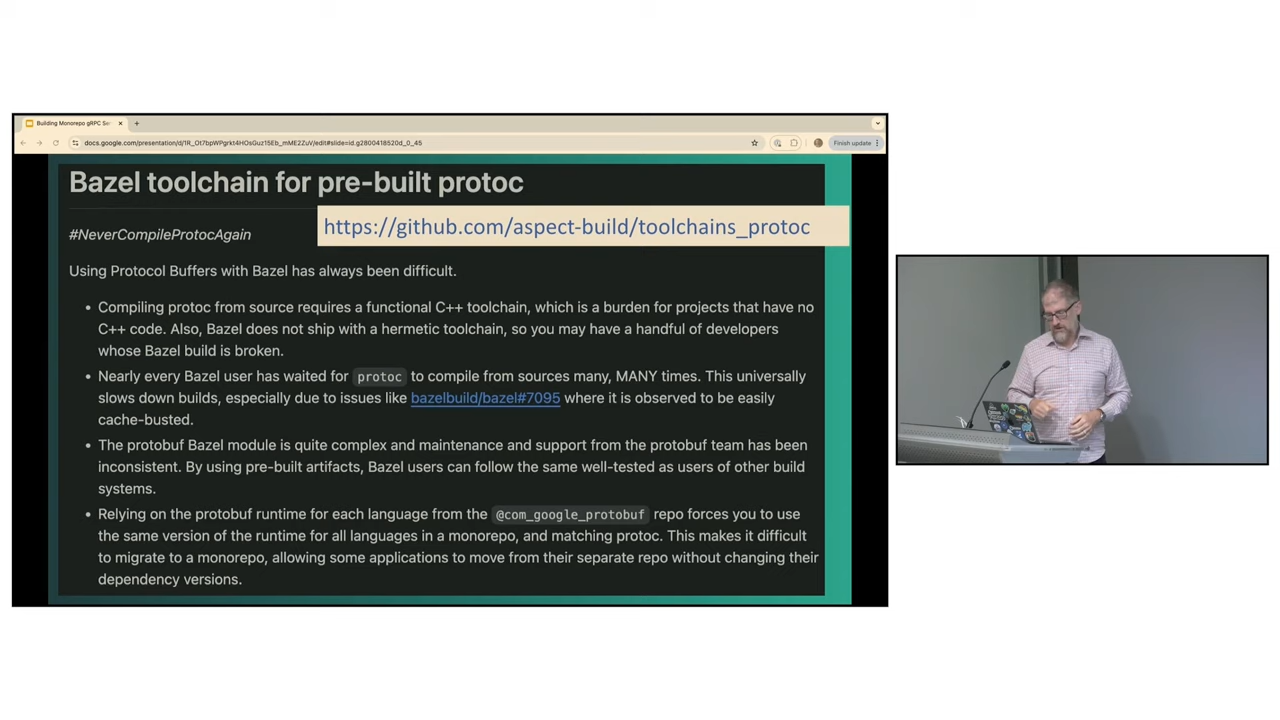 Building Monorepo gRPC Se
docs.google.com/presentation/d/1R_Ot7bpWPgrkt4HOsGuz15Eb_mME2ZuV/edit#slide=id.g2800418520d_0_45
Finish update
Bazel toolchain for pre-built protoc
https://github.com/aspect-build/toolchains_protoc
#NeverCompileProtocAgain
Using Protocol Buffers with Bazel has always been difficult.
• Compiling protoc from source requires a functional C++ toolchain, which is a burden for projects that have no
C++ code. Also, Bazel does not ship with a hermetic toolchain, so you may have a handful of developers
whose Bazel build is broken.
• Nearly every Bazel user has waited for protoc to compile from sources many, MANY times. This universally
slows down builds, especially due to issues like bazelbuild/bazel#7095 where it is observed to be easily
cache-busted.
• The protobuf Bazel module is quite complex and maintenance and support from the protobuf team has been
inconsistent. By using pre-built artifacts, Bazel users can follow the same well-tested as users of other build
systems.
• Relying on the protobuf runtime for each language from the @com_google_protobuf repo forces you to use
the same version of the runtime for all languages in a monorepo, and matching protoc. This makes it difficult
to migrate to a monorepo, allowing some applications to move from their separate repo without changing their
dependency versions.